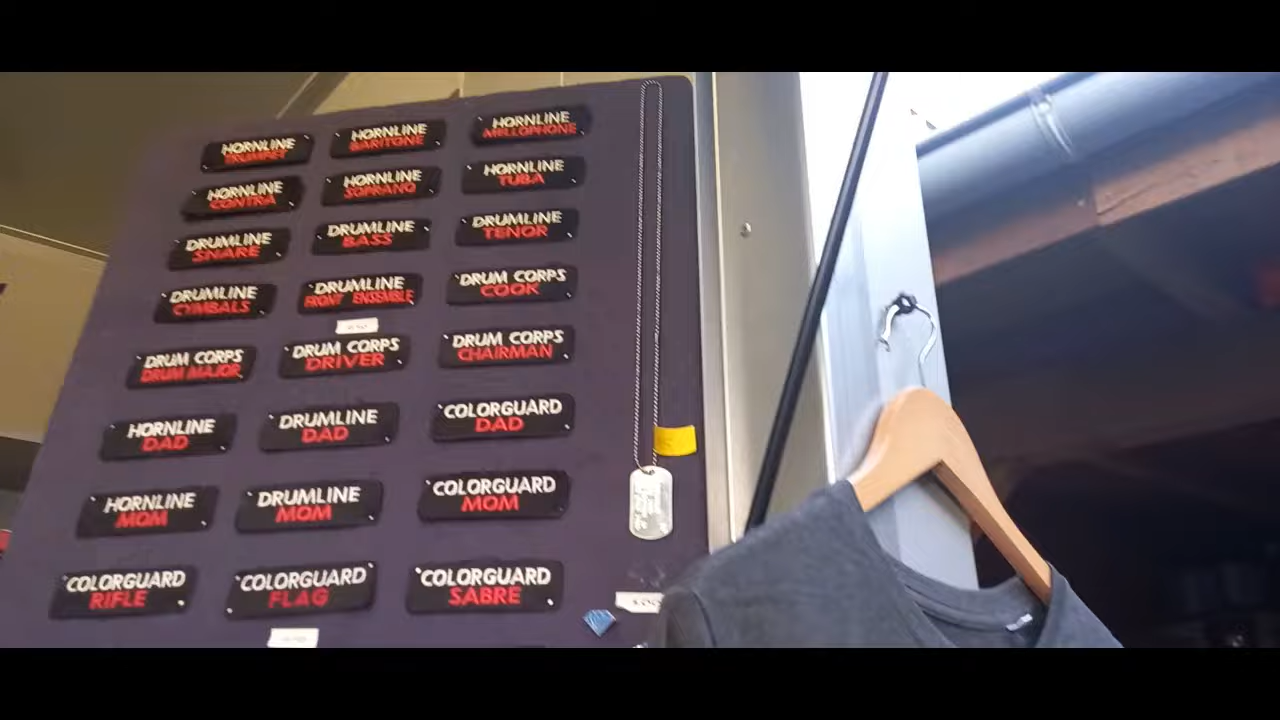 HORNLINE
TRUMPET
HORNLINE
BARITONE
HORNLINE
MELLOPHONE
HORNLINE
CONTRA
HORNLINE
SOPRANO
HORNLINE
TUBA
DRUMLINE
SNARE
DRUMLINE
BASS
DRUMLINE
TENOR
DRUMLINE
CYMBALS
DRUMLINE
FRONT ENSEMBLE
DRUM CORPS
COOK
DRUM CORPS
DRUM MAJOR
DRUM CORPS
DRIVER
DRUM CORPS
CHAIRMAN
HORNLINE
DAD
DRUMLINE
DAD
COLORGUARD
DAD
HORNLINE
MOM
DRUMLINE
MOM
COLORGUARD
MOM
COLORGUARD
RIFLE
COLORGUARD
FLAG
COLORGUARD
SABRE